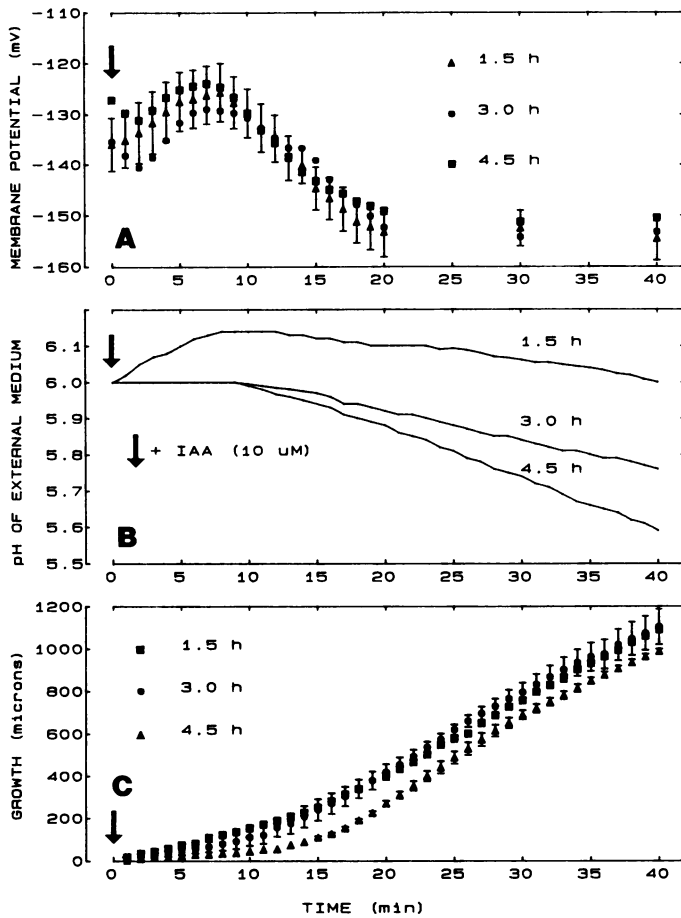 MEMBRANE POTENTIAL (mV)
-110
-120
-130
-140
-150
-160
1.5 h
3.0 h
4.5 h
A
0 5 10 15 20 25 30 35 40
pH OF EXTERNAL MEDIUM
6.1
6.0
5.9
5.8
5.7
5.6
5.5
1.5 h
3.0 h
4.5 h
+ IAA (10 uM)
B
0 5 10 15 20 25 30 35 40
GROWTH (microns)
1200
1000
800
600
400
200
0
1.5 h
3.0 h
4.5 h
C
0 5 10 15 20 25 30 35 40
TIME (min)